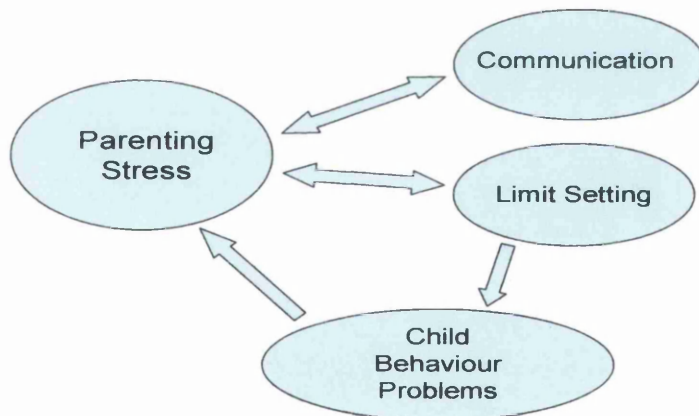 Communication
Parenting
Stress
Limit Setting
Child
Behaviour
Problems